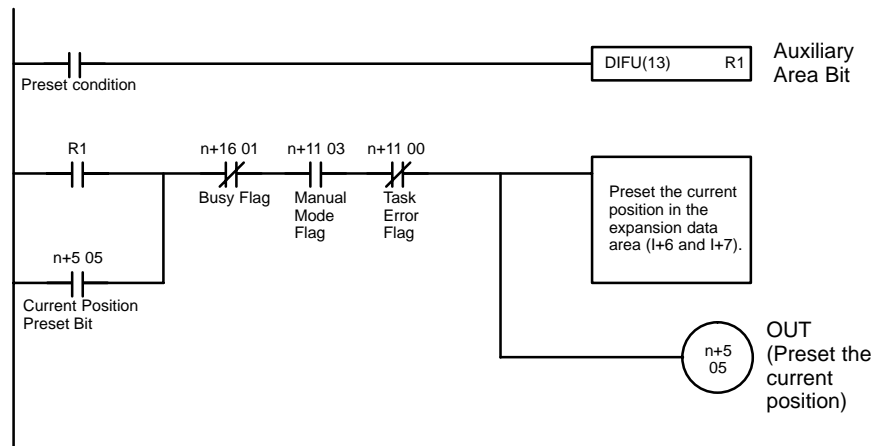 Preset condition
DIFU(13) R1
Auxiliary
Area Bit
R1
n+16 01
n+11 03
n+11 00
Busy Flag
Manual
Mode
Flag
Task
Error
Flag
Preset the current
position in the
expansion data
area (I+6 and I+7).
n+5 05
Current Position
Preset Bit
n+5
05
OUT
(Preset the
current
position)